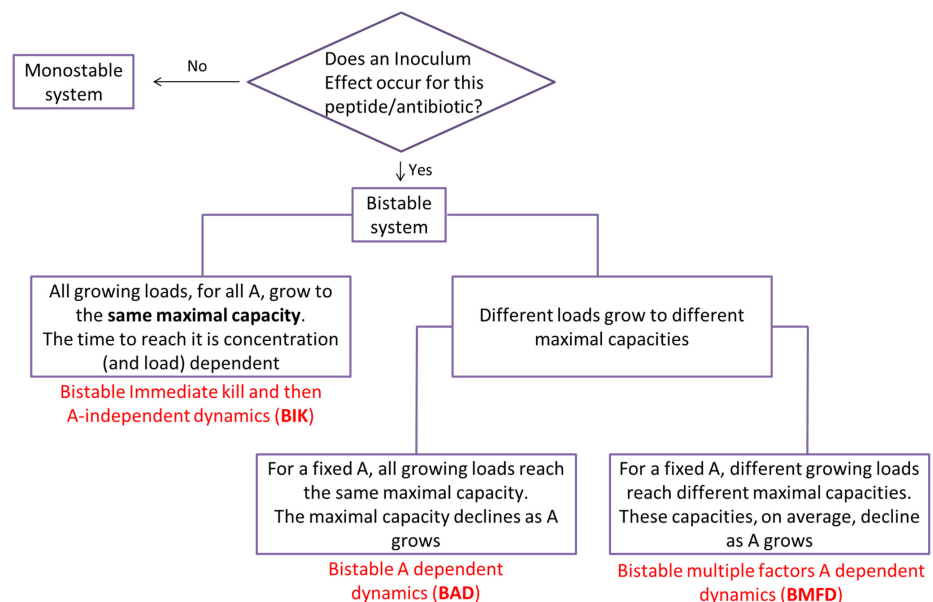 Does an Inoculum
Effect occur for this
peptide/antibiotic?
No
Monostable
system
Yes
Bistable
system
All growing loads, for all A, grow to
the same maximal capacity.
The time to reach it is concentration
(and load) dependent
Bistable Immediate kill and then
A-independent dynamics (BIK)
Different loads grow to different
maximal capacities
For a fixed A, all growing loads reach
the same maximal capacity.
The maximal capacity declines as A
grows
Bistable A dependent
dynamics (BAD)
For a fixed A, different growing loads
reach different maximal capacities.
These capacities, on average, decline
as A grows
Bistable multiple factors A dependent
dynamics (BMFD)